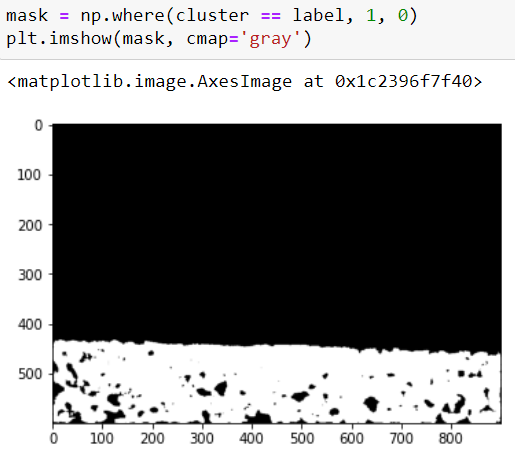 mask = np.where(cluster == label, 1, 0)
plt.imshow(mask, cmap='gray')
<matplotlib.image.AxesImage at 0x1c2396f7f40>
0
100
200
300
400
500
0 100 200 300 400 500 600 700 800